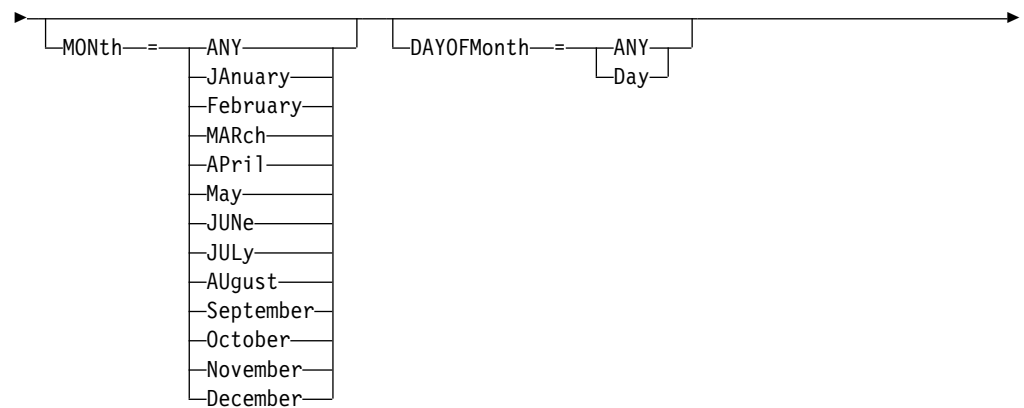 MONth = ANY DAYOFMonth = ANY
JAnuary Day
February
MARch
APril
May
JUNe
JULy
AUgust
September
October
November
December